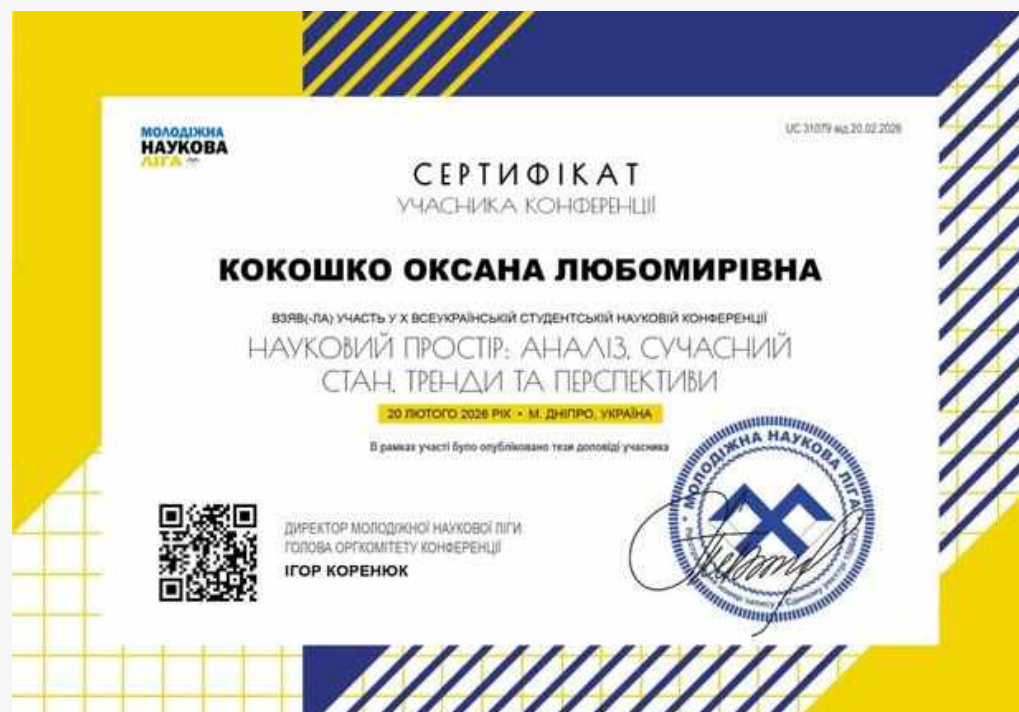 МОЛОДІЖНА
НАУКОВА
ЛІГА
UC 31079 від 20.02.2026
СЕРТИФІКАТ
УЧАСНИКА КОНФЕРЕНЦІЇ
КОКОШКО ОКСАНА ЛЮБОМИРІВНА
ВЗЯВ(-ЛА) УЧАСТЬ У X ВСЕУКРАЇНСЬКІЙ СТУДЕНТСЬКІЙ НАУКОВІЙ КОНФЕРЕНЦІЇ
НАУКОВИЙ ПРОСТІР: АНАЛІЗ, СУЧАСНИЙ
СТАН, ТРЕНДИ ТА ПЕРСПЕКТИВИ
20 ЛЮТОГО 2026 РІК • М. ДНІПРО, УКРАЇНА
В рамках участі було опубліковано тези доповіді учасника
ДИРЕКТОР МОЛОДІЖНОЇ НАУКОВОЇ ЛІГИ
ГОЛОВА ОРГКОМІТЕТУ КОНФЕРЕНЦІЇ
ІГОР КОРЕНЮК
МОЛОДІЖНА НАУКОВА ЛІГА